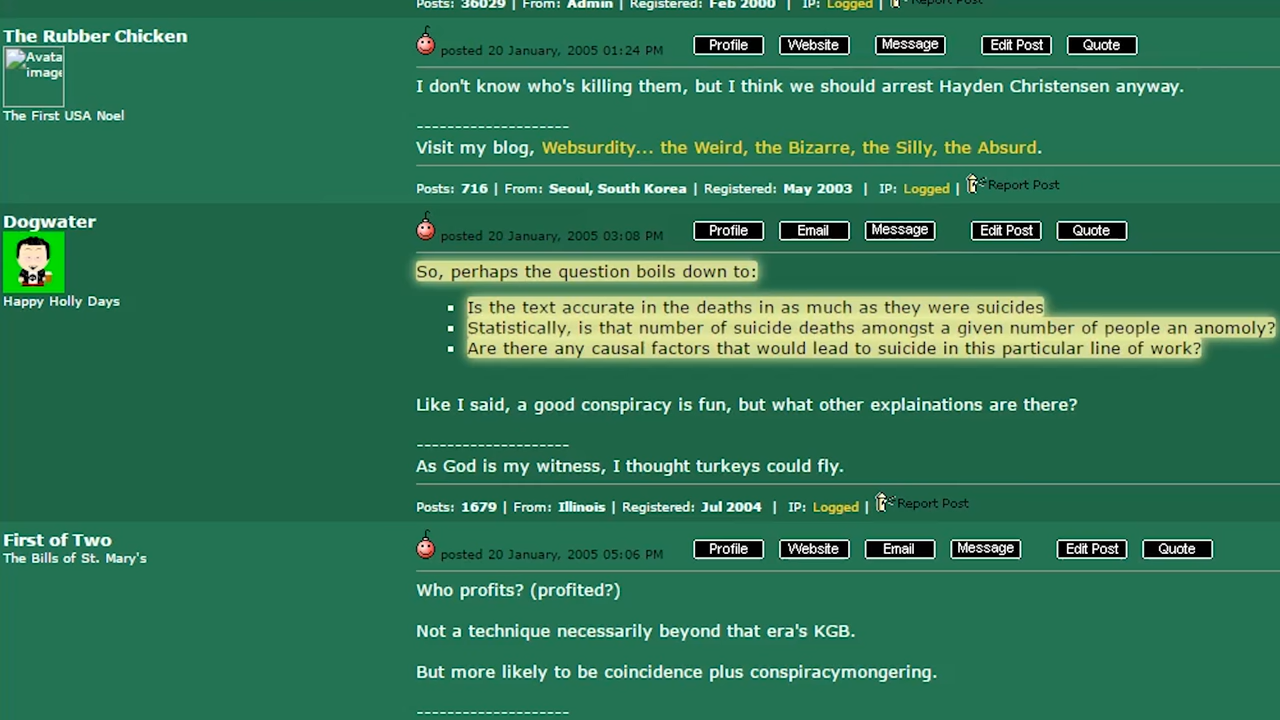 Posts: 36029 | From: Admin | Registered: Feb 2000 | IP: Logged | Report Post
The Rubber Chicken
Avata
image
The First USA Noel
posted 20 January, 2005 01:24 PM Profile Website Message Edit Post Quote
I don't know who's killing them, but I think we should arrest Hayden Christensen anyway.
--------------------
Visit my blog, Websurdity... the Weird, the Bizarre, the Silly, the Absurd.
Posts: 716 | From: Seoul, South Korea | Registered: May 2003 | IP: Logged | Report Post
Dogwater
Happy Holly Days
posted 20 January, 2005 03:08 PM Profile Email Message Edit Post Quote
So, perhaps the question boils down to:
Is the text accurate in the deaths in as much as they were suicides
Statistically, is that number of suicide deaths amongst a given number of people an anomoly?
Are there any causal factors that would lead to suicide in this particular line of work?
Like I said, a good conspiracy is fun, but what other explainations are there?
--------------------
As God is my witness, I thought turkeys could fly.
Posts: 1679 | From: Illinois | Registered: Jul 2004 | IP: Logged | Report Post
First of Two
The Bills of St. Mary's
posted 20 January, 2005 05:06 PM Profile Website Email Message Edit Post Quote
Who profits? (profited?)
Not a technique necessarily beyond that era's KGB.
But more likely to be coincidence plus conspiracymongering.
--------------------